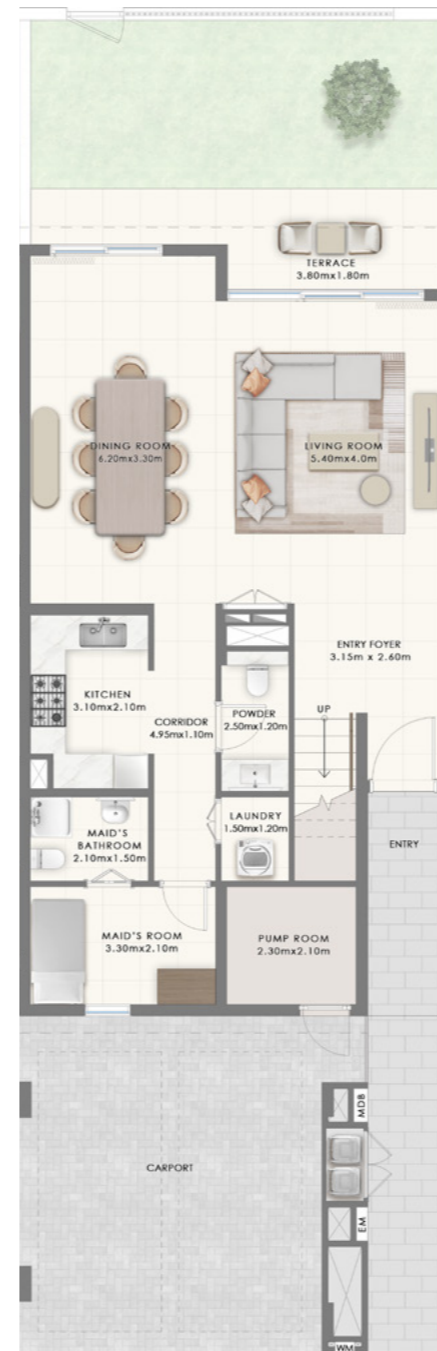 TERRACE
3.80mx1.80m
DINING ROOM
6.20mx3.30m
LIVING ROOM
5.40mx4.0m
ENTRY FOYER
3.15m x 2.60m
KITCHEN
3.10mx2.10m
CORRIDOR
4.95mx1.10m
POWDER
2.50mx1.20m
UP
LAUNDRY
1.50mx1.20m
MAID'S
BATHROOM
2.10mx1.50m
ENTRY
MAID'S ROOM
3.30mx2.10m
PUMP ROOM
2.30mx2.10m
MDB
CARPORT
EM
WM